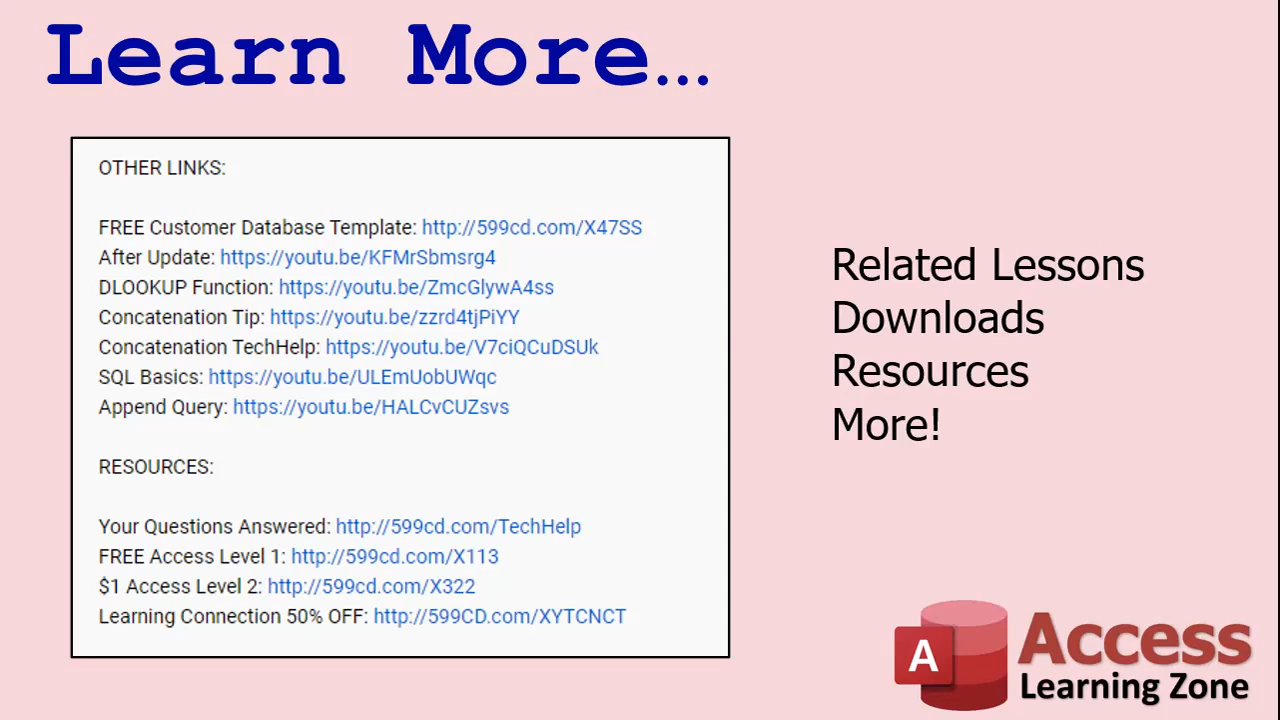 Learn More...
OTHER LINKS:
FREE Customer Database Template: http://599cd.com/X47SS
After Update: https://youtu.be/KFMrSbmsrg4
DLOOKUP Function: https://youtu.be/ZmcGlywA4ss
Concatenation Tip: https://youtu.be/zzrd4tjPiYY
Concatenation TechHelp: https://youtu.be/V7ciQCuDSUk
SQL Basics: https://youtu.be/ULEmUobUWqc
Append Query: https://youtu.be/HALCvCUZsvs
RESOURCES:
Your Questions Answered: http://599cd.com/TechHelp
FREE Access Level 1: http://599cd.com/X113
$1 Access Level 2: http://599cd.com/X322
Learning Connection 50% OFF: http://599CD.com/XYTCNCT
Related Lessons
Downloads
Resources
More!
A
Access
Learning Zone